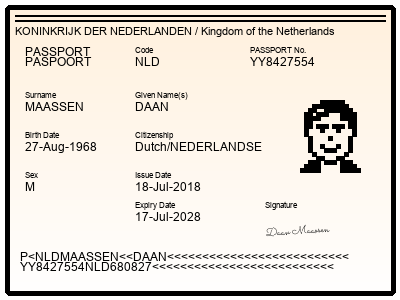 KONINKRIJK DER NEDERLANDEN / Kingdom of the Netherlands
PASSPORT Code PASSPORT No.
PASPOORT NLD YY8427554
Surname Given Name(s)
MAASSEN DAAN
Birth Date Citizenship
27-Aug-1968 Dutch/NEDERLANDSE
Sex Issue Date
M 18-Jul-2018
Expiry Date Signature
17-Jul-2028
Daan Maassen
P<NLDMAASSEN<<DAAN<<<<<<<<<<<<<<<<<<<<<<<<<<
YY8427554NLD680827<<<<<<<<<<<<<<<<<<<<<<<<<<